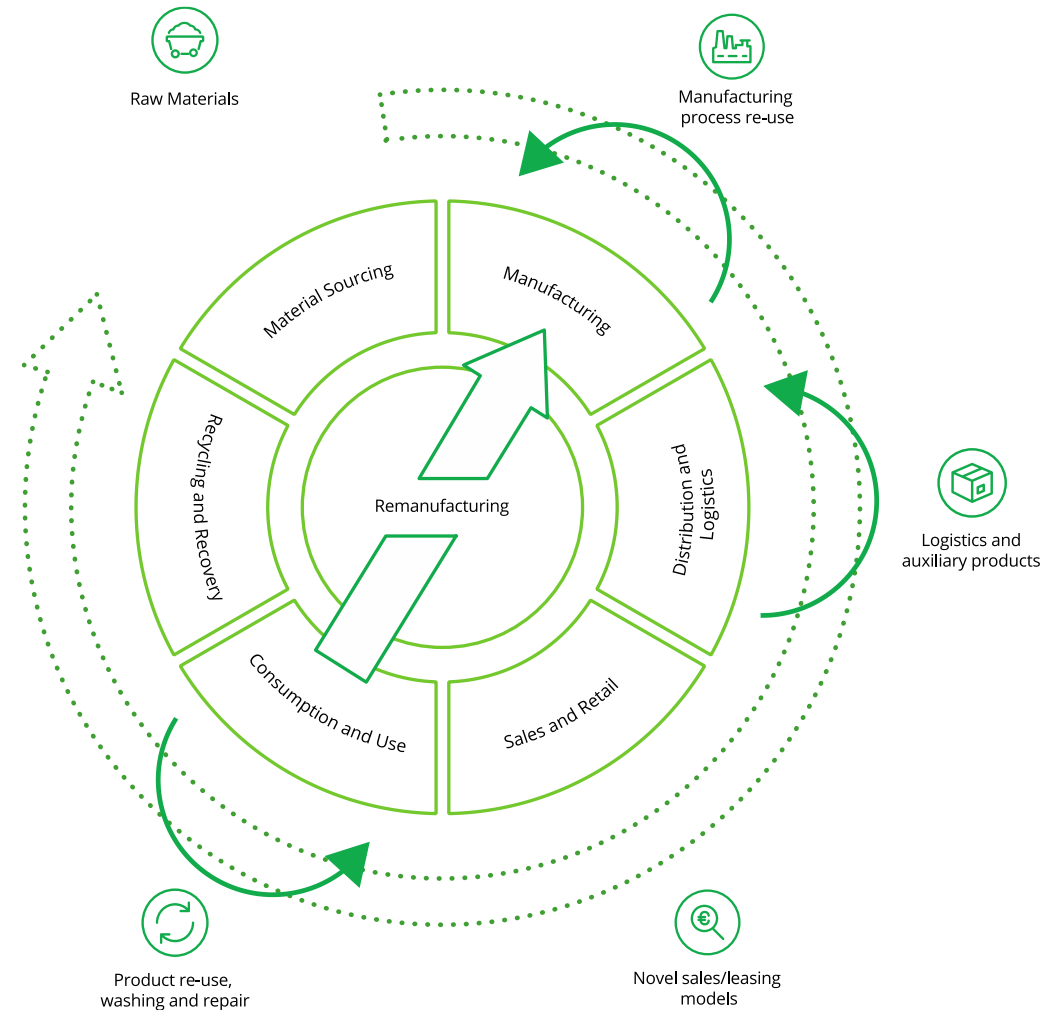 Raw Materials
Manufacturing
process re-use
Material Sourcing
Manufacturing
Recycling and Recovery
Remanufacturing
Distribution and
Logistics
Logistics and
auxiliary products
Consumption and Use
Sales and Retail
€
Product re-use,
washing and repair
Novel sales/leasing
models